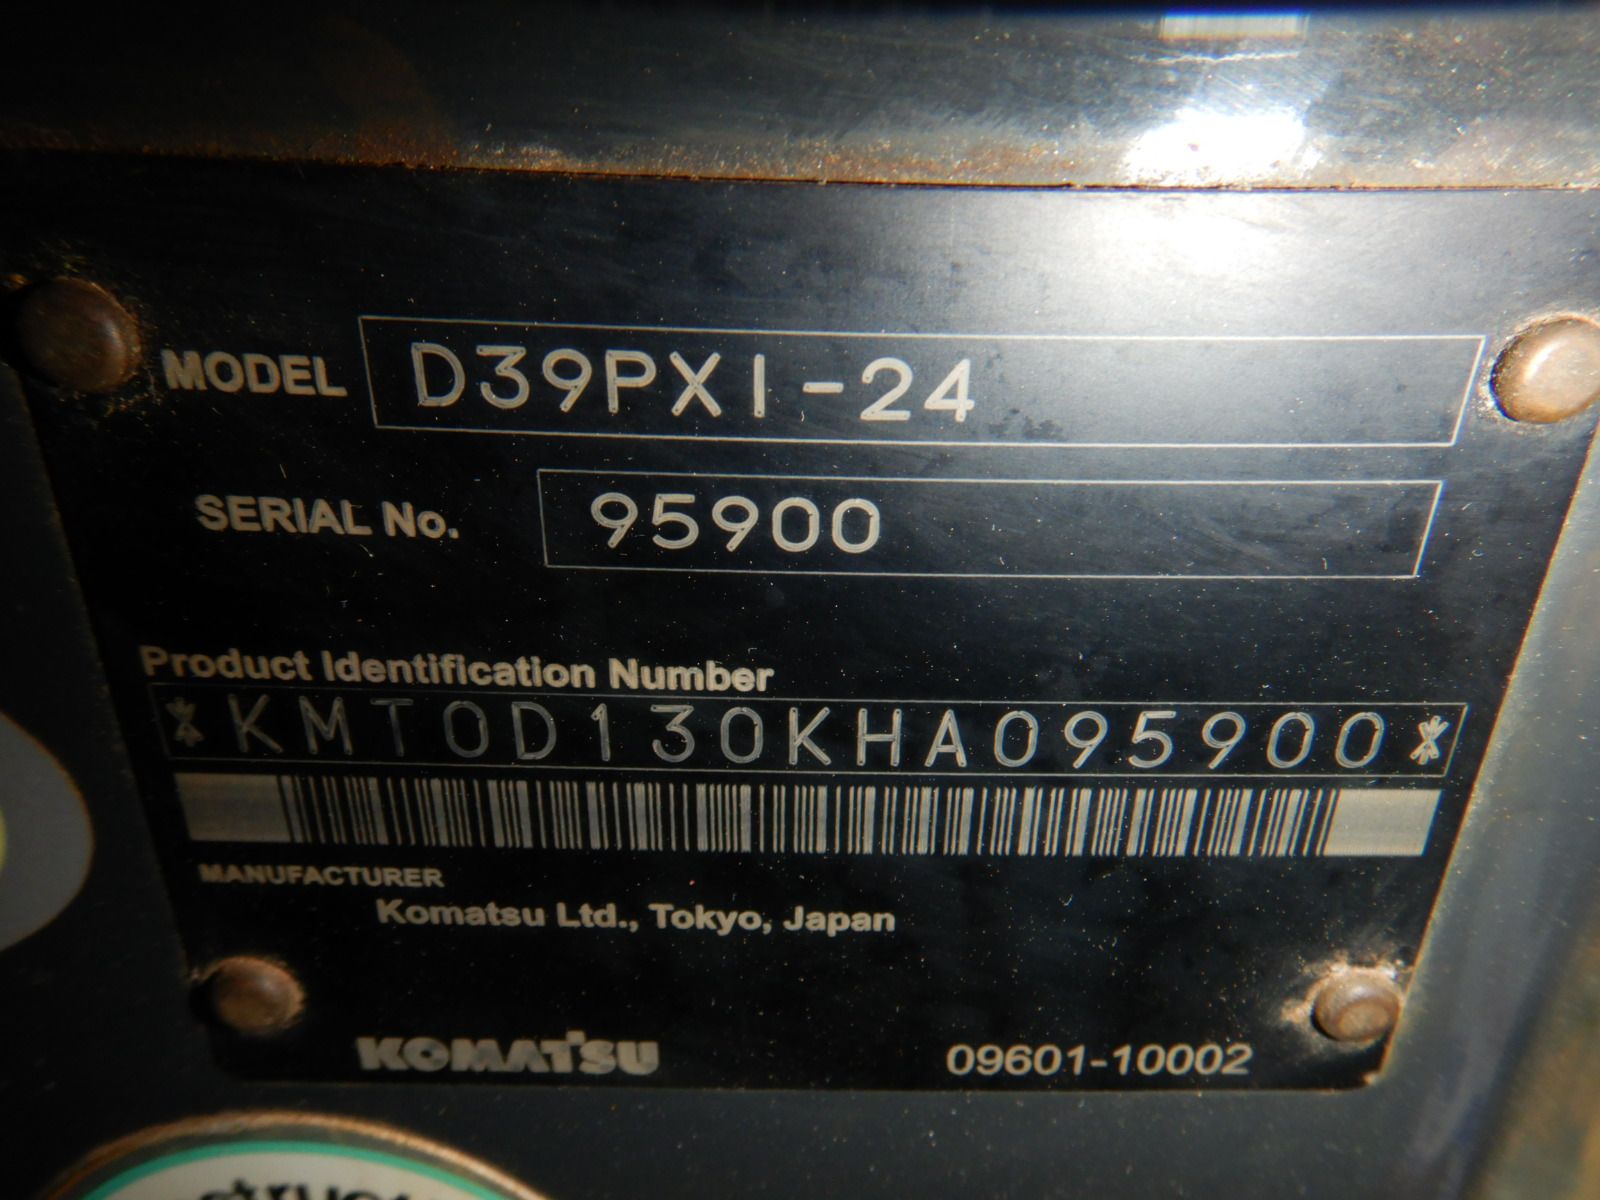 MODEL D39PXI-24
SERIAL No. 95900
Product Identification Number
*KMT0D130KHA095900*
MANUFACTURER
Komatsu Ltd., Tokyo, Japan
KOMATSU 09601-10002